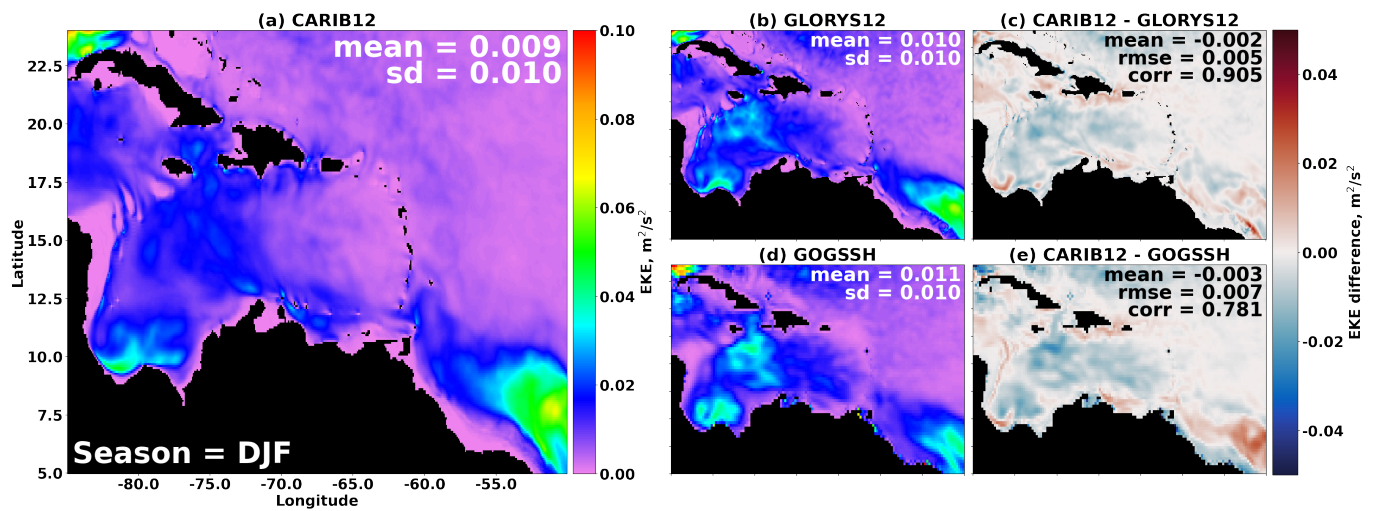 (a) CARIB12
mean = 0.009
sd = 0.010
Season = DJF
22.5
20.0
17.5
15.0
12.5
10.0
7.5
5.0
Latitude
-80.0 -75.0 -70.0 -65.0 -60.0 -55.0
Longitude
0.10
0.08
0.06
0.04
0.02
0.00
EKE, m²/s²
(b) GLORYS12
mean = 0.010
sd = 0.010
(c) CARIB12 - GLORYS12
mean = -0.002
rmse = 0.005
corr = 0.905
(d) GOGSSH
mean = 0.011
sd = 0.010
(e) CARIB12 - GOGSSH
mean = -0.003
rmse = 0.007
corr = 0.781
0.04
0.02
0.00
-0.02
-0.04
EKE difference, m²/s²